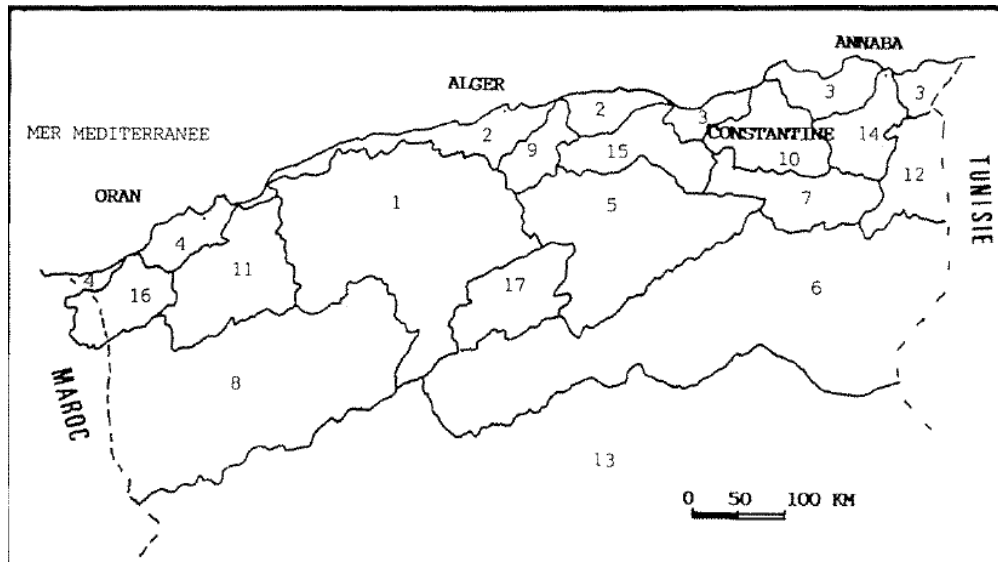 ANNABA
ALGER
MER MEDITERRANEE
ORAN
CONSTANTINE
TUNISIE
MAROC
3
3
2
3
2
14
9
15
10
12
1
5
7
4
11
4
16
17
6
8
13
0 50 100 KM